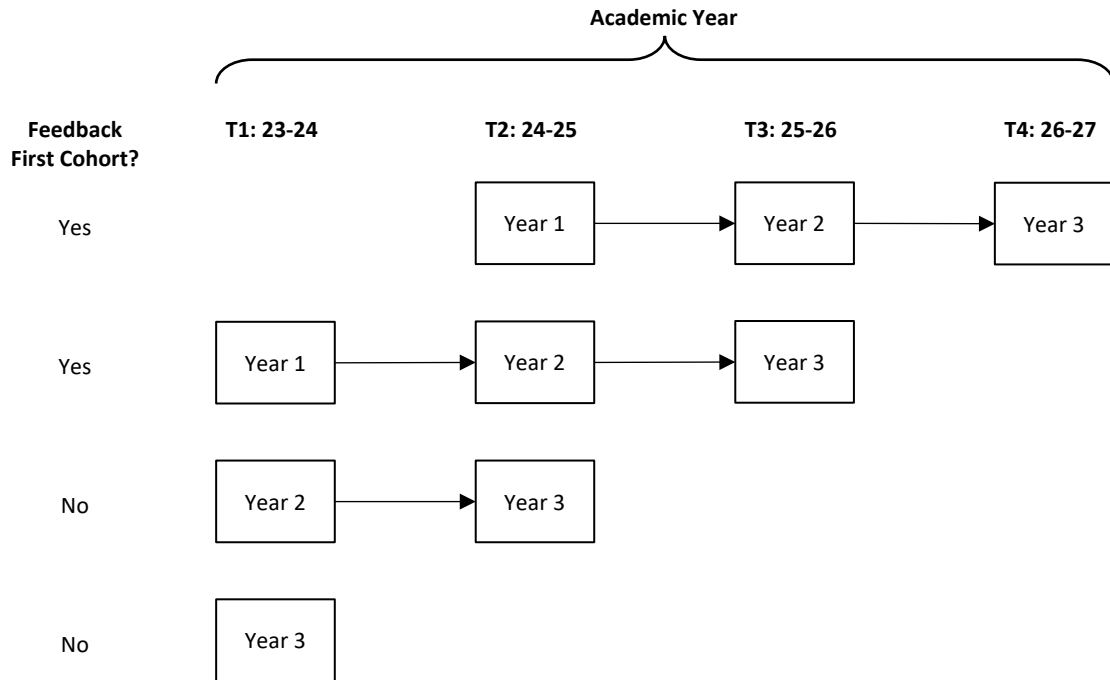 Academic Year
Feedback
First Cohort?
T1: 23-24
T2: 24-25
T3: 25-26
T4: 26-27
Yes
Year 1
Year 2
Year 3
Yes
Year 1
Year 2
Year 3
No
Year 2
Year 3
No
Year 3